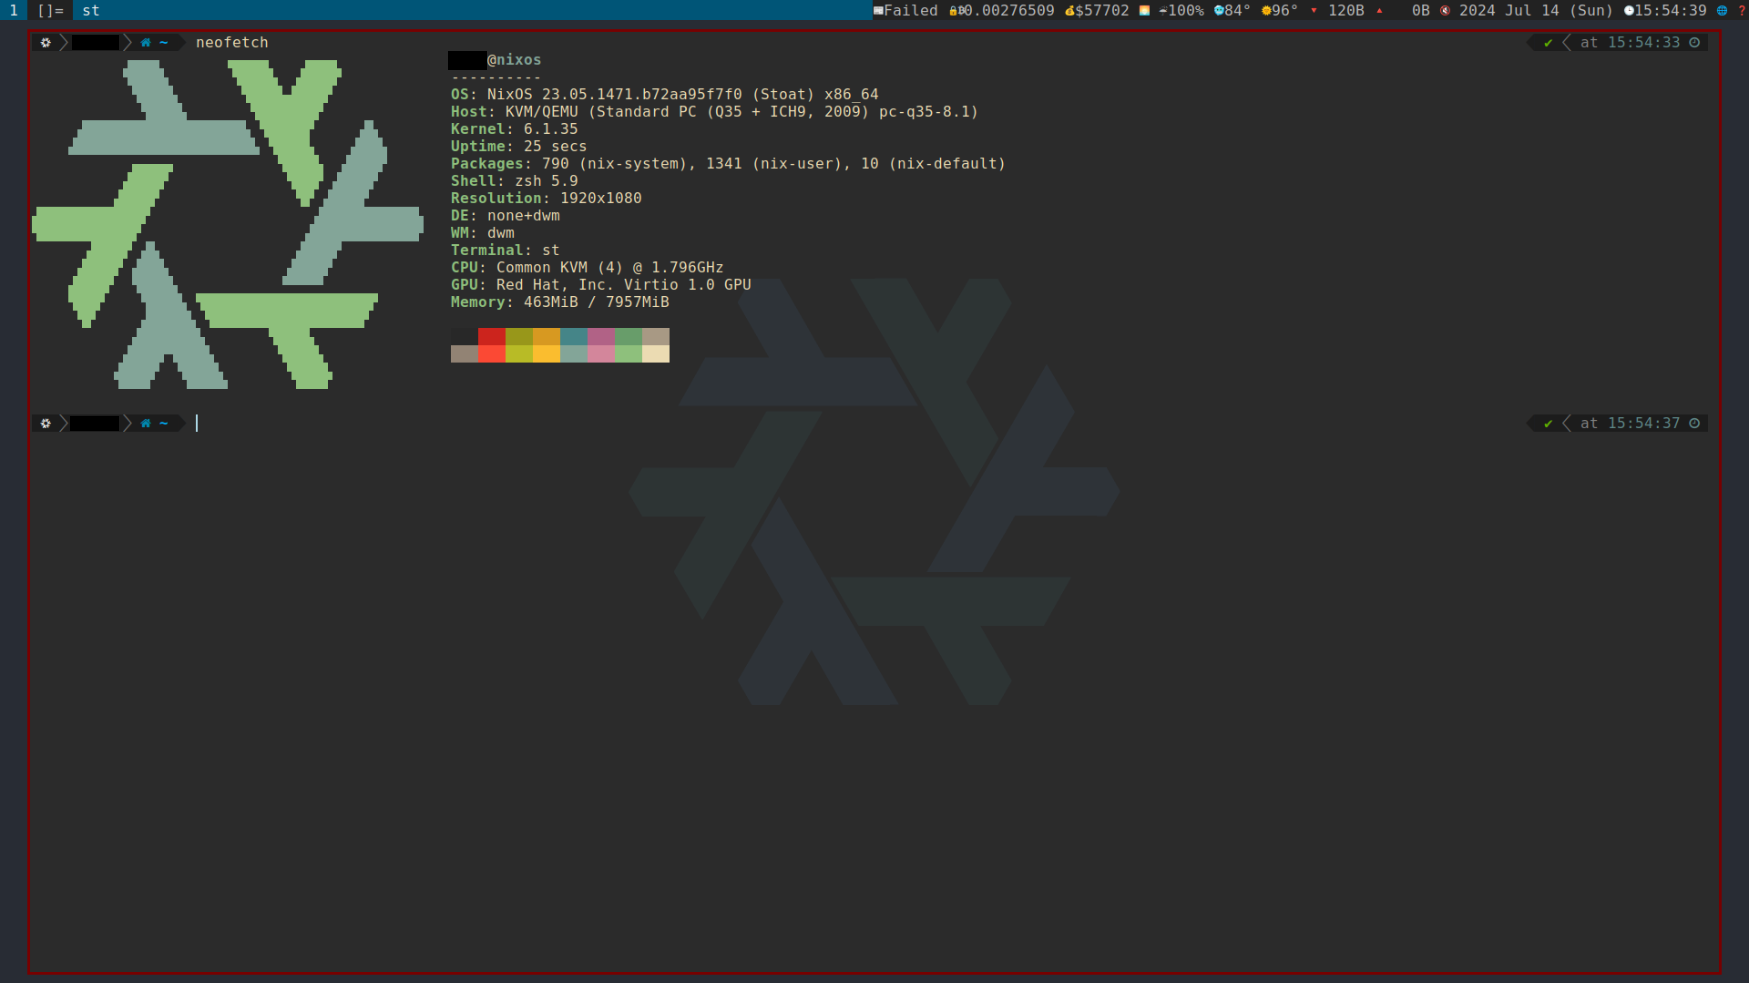 1 []= st Failed ฿0.00276509 $57702 100% 84° 96° 120B 0B 2024 Jul 14 (Sun) 15:54:39
~ neofetch at 15:54:33
@nixos
----------
OS: NixOS 23.05.1471.b72aa95f7f0 (Stoat) x86_64
Host: KVM/QEMU (Standard PC (Q35 + ICH9, 2009) pc-q35-8.1)
Kernel: 6.1.35
Uptime: 25 secs
Packages: 790 (nix-system), 1341 (nix-user), 10 (nix-default)
Shell: zsh 5.9
Resolution: 1920x1080
DE: none+dwm
WM: dwm
Terminal: st
CPU: Common KVM (4) @ 1.796GHz
GPU: Red Hat, Inc. Virtio 1.0 GPU
Memory: 463MiB / 7957MiB
~ at 15:54:37